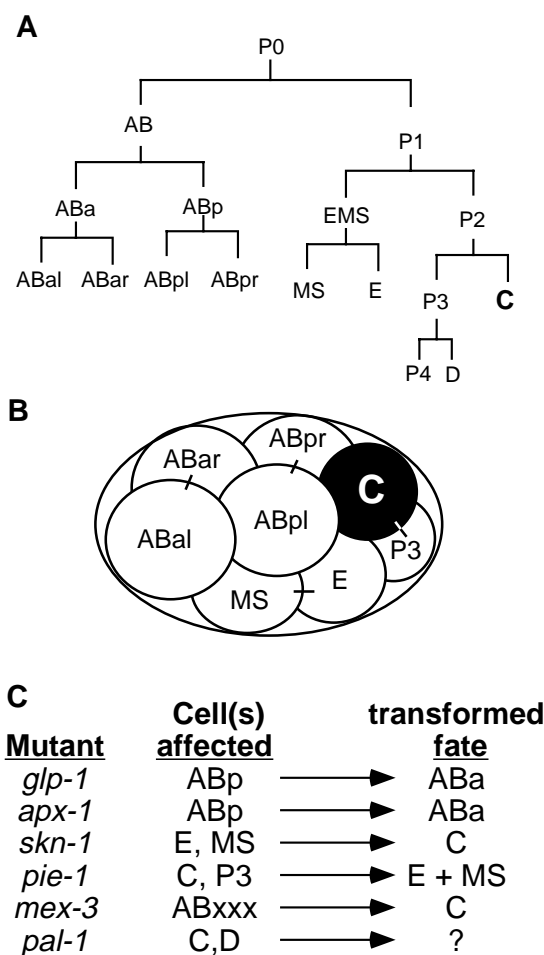 A
P0
AB
P1
ABa
ABp
EMS
P2
ABal ABar ABpl ABpr
MS
E
P3
C
P4 D
B
ABpr
ABar
C
ABpl
ABal
P3
E
MS
C
Cell(s) transformed
Mutant affected fate
glp-1 ABp ABa
apx-1 ABp ABa
skn-1 E, MS C
pie-1 C, P3 E + MS
mex-3 ABxxx C
pal-1 C,D ?